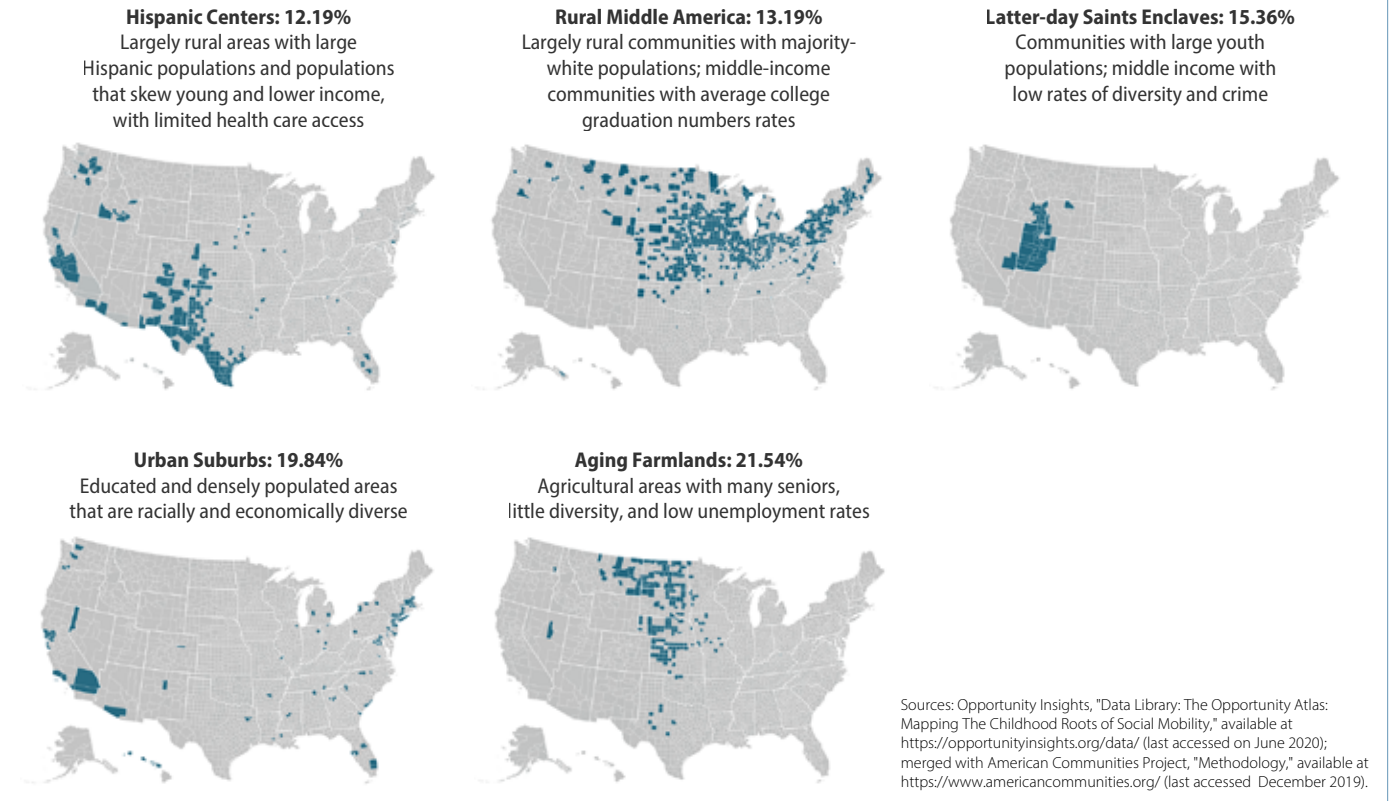 Hispanic Centers: 12.19%
Largely rural areas with large
Hispanic populations and populations
that skew young and lower income,
with limited health care access
Rural Middle America: 13.19%
Largely rural communities with majority-
white populations; middle-income
communities with average college
graduation numbers rates
Latter-day Saints Enclaves: 15.36%
Communities with large youth
populations; middle income with
low rates of diversity and crime
Urban Suburbs: 19.84%
Educated and densely populated areas
that are racially and economically diverse
Aging Farmlands: 21.54%
Agricultural areas with many seniors,
little diversity, and low unemployment rates
Sources: Opportunity Insights, "Data Library: The Opportunity Atlas:
Mapping The Childhood Roots of Social Mobility," available at
https://opportunityinsights.org/data/ (last accessed on June 2020);
merged with American Communities Project, "Methodology," available at
https://www.americancommunities.org/ (last accessed December 2019).